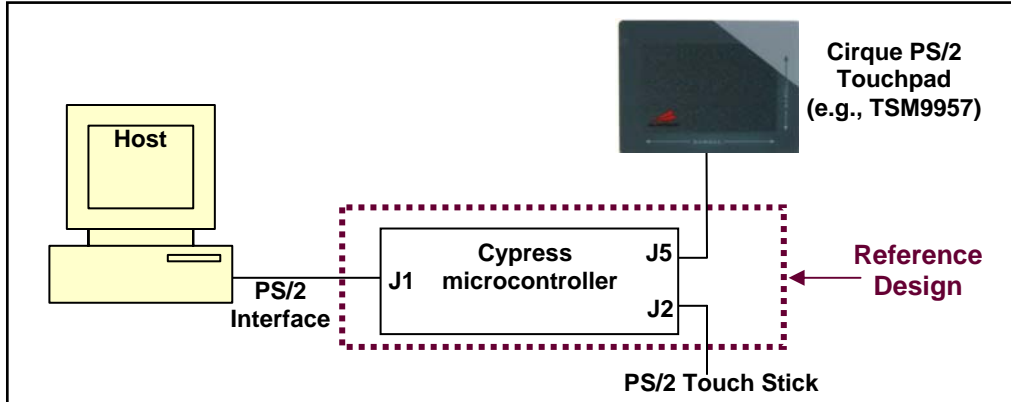 Cirque PS/2
Touchpad
(e.g., TSM9957)
Host
Cypress
microcontroller
J5
J1
J2
Reference
Design
PS/2
Interface
PS/2 Touch Stick